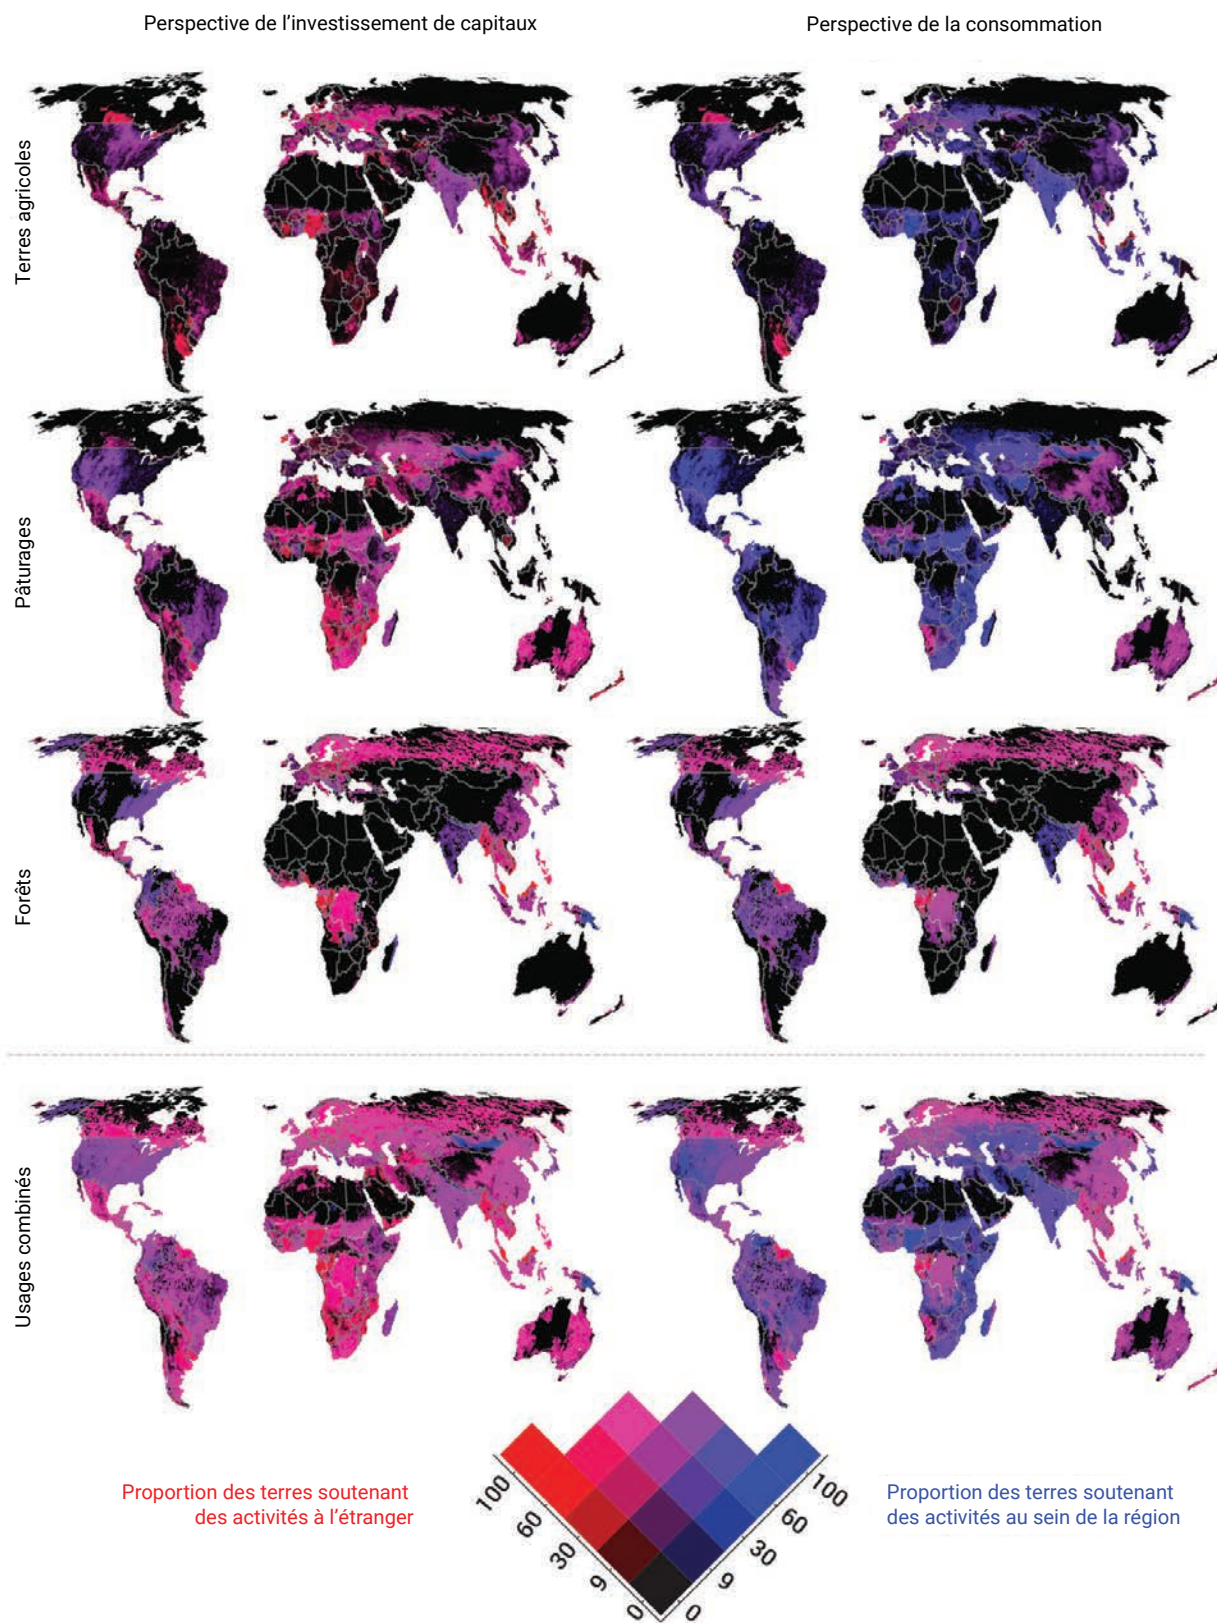 Perspective de l’investissement de capitaux
Perspective de la consommation
Terres agricoles
Pâturages
Forêts
Usages combinés
Proportion des terres soutenant
des activités à l’étranger
100
60
30
9
0
0
9
30
60
100
Proportion des terres soutenant
des activités au sein de la région